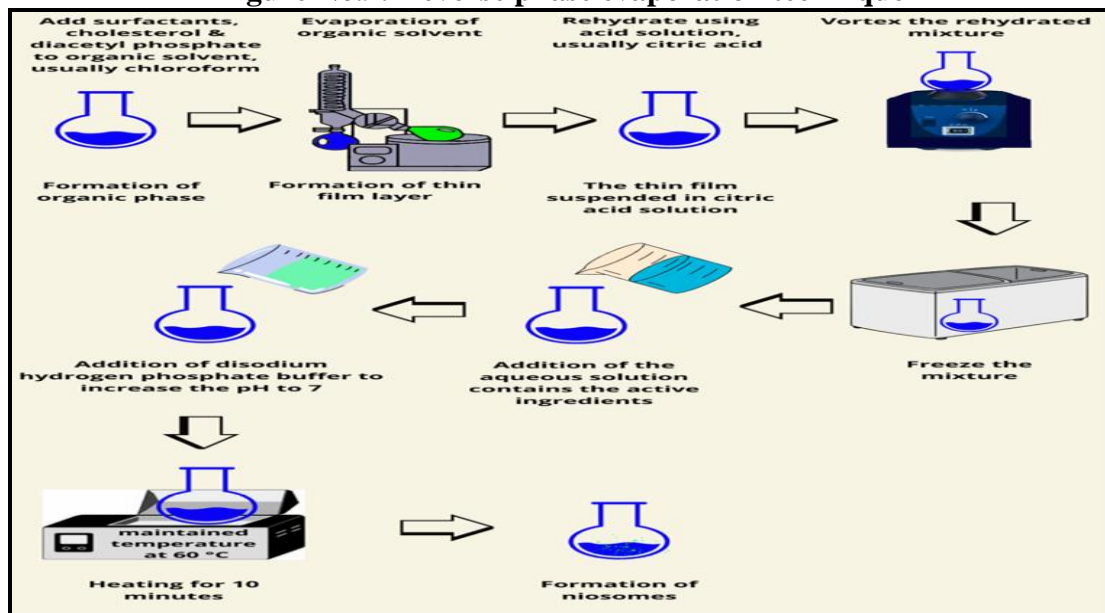 Add surfactants,
cholesterol &
diacetyl phosphate
to organic solvent,
usually chloroform
Evaporation of
organic solvent
Rehydrate using
acid solution,
usually citric acid
Vortex the rehydrated
mixture
Formation of
organic phase
Formation of thin
film layer
The thin film
suspended in citric
acid solution
Addition of disodium
hydrogen phosphate buffer to
increase the pH to 7
Addition of the
aqueous solution
contains the active
ingredients
Freeze the
mixture
maintained
temperature
at 60 °C
Heating for 10
minutes
Formation of
niosomes